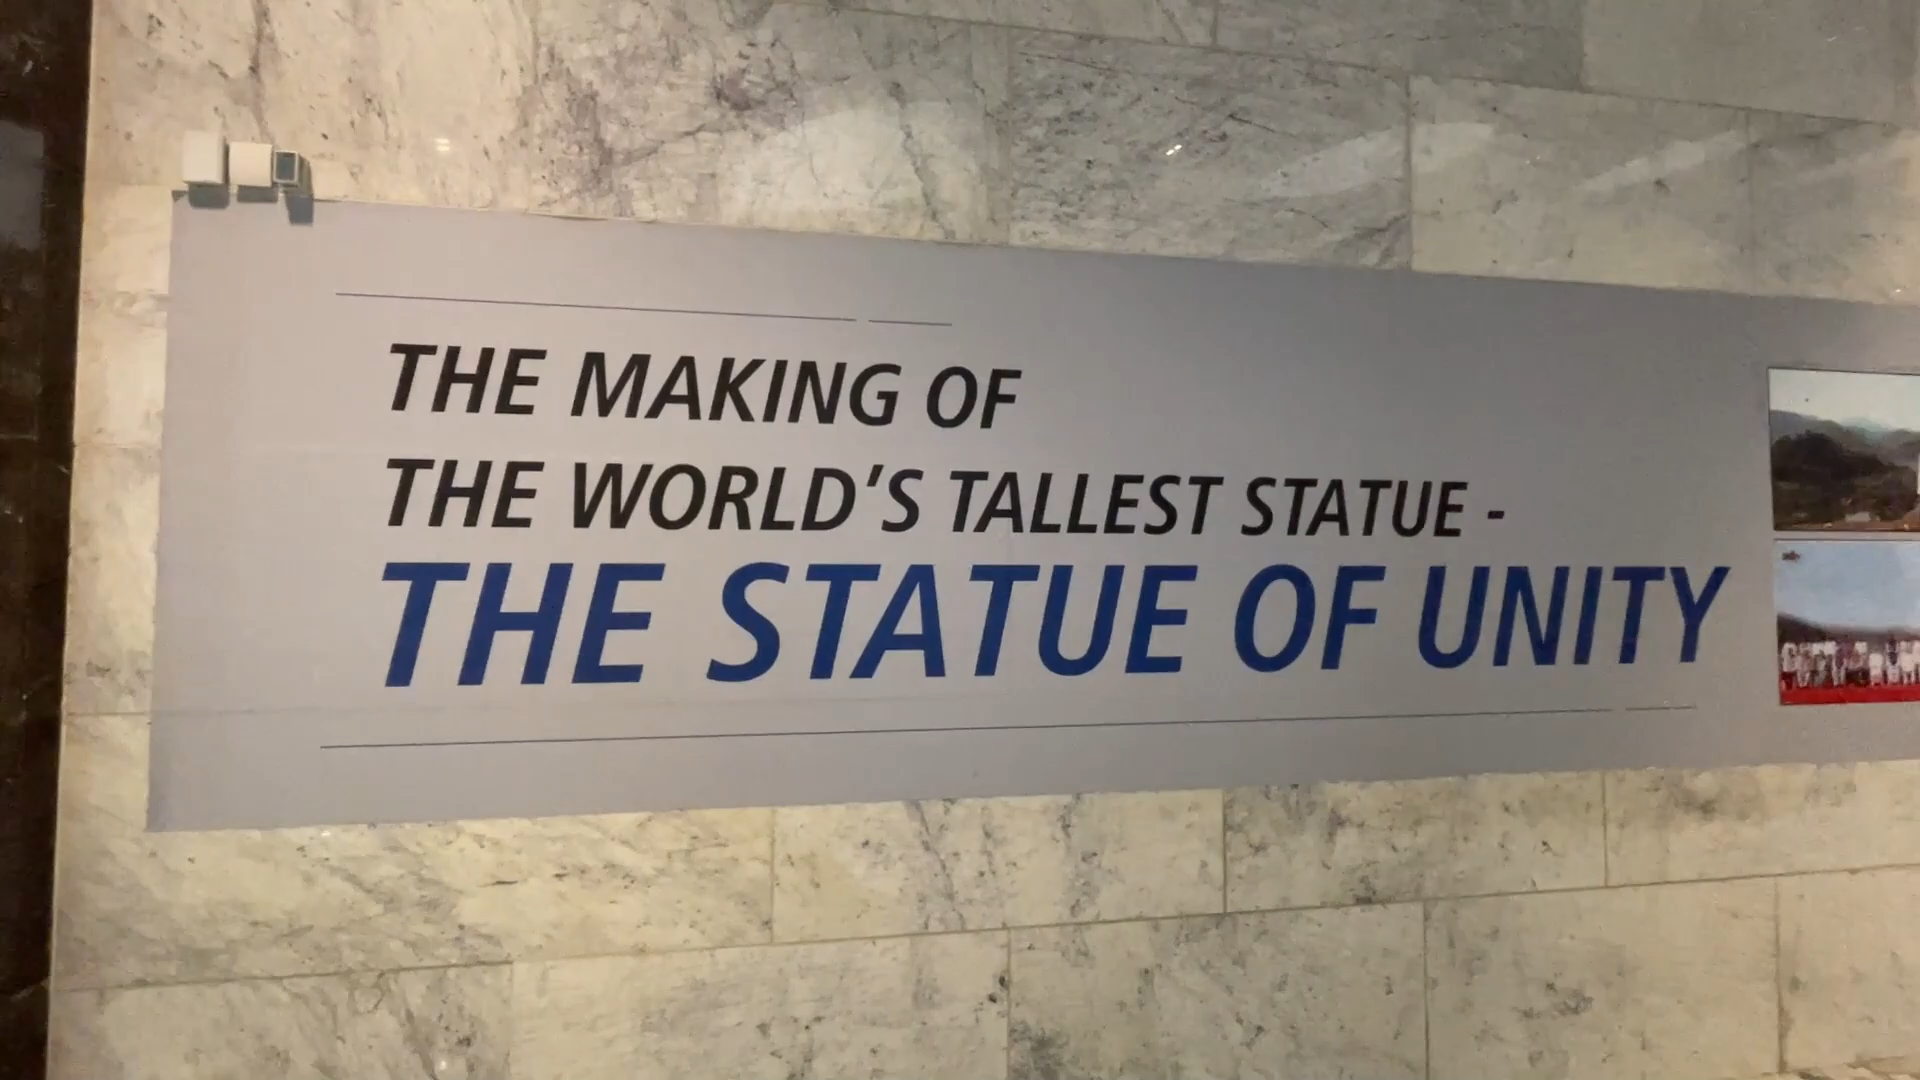 THE MAKING OF
THE WORLD'S TALLEST STATUE -
THE STATUE OF UNITY